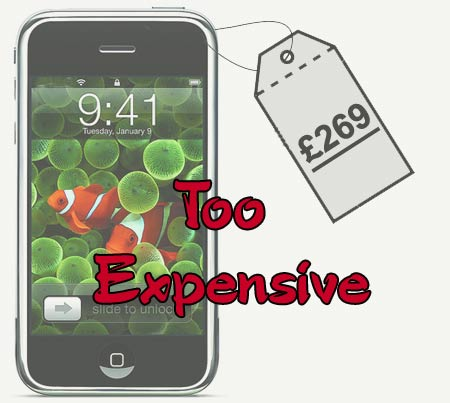 9:41
Tuesday, January 9
£269
Too
Expensive
slide to unlock